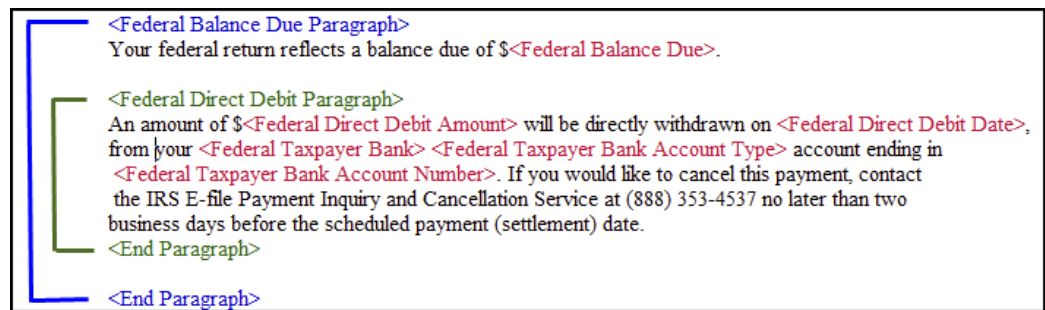 <Federal Balance Due Paragraph>
Your federal return reflects a balance due of $<Federal Balance Due>.
<Federal Direct Debit Paragraph>
An amount of $<Federal Direct Debit Amount> will be directly withdrawn on <Federal Direct Debit Date>,
from your <Federal Taxpayer Bank> <Federal Taxpayer Bank Account Type> account ending in
<Federal Taxpayer Bank Account Number>. If you would like to cancel this payment, contact
the IRS E-file Payment Inquiry and Cancellation Service at (888) 353-4537 no later than two
business days before the scheduled payment (settlement) date.
<End Paragraph>
<End Paragraph>